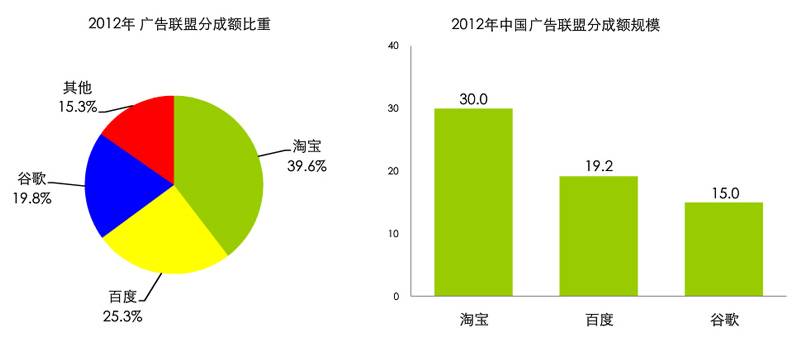 2012年 广告联盟分成额比重
其他
15.3%
淘宝
39.6%
谷歌
19.8%
百度
25.3%
2012年中国广告联盟分成额规模
40
30
20
10
0
30.0
19.2
15.0
淘宝
百度
谷歌